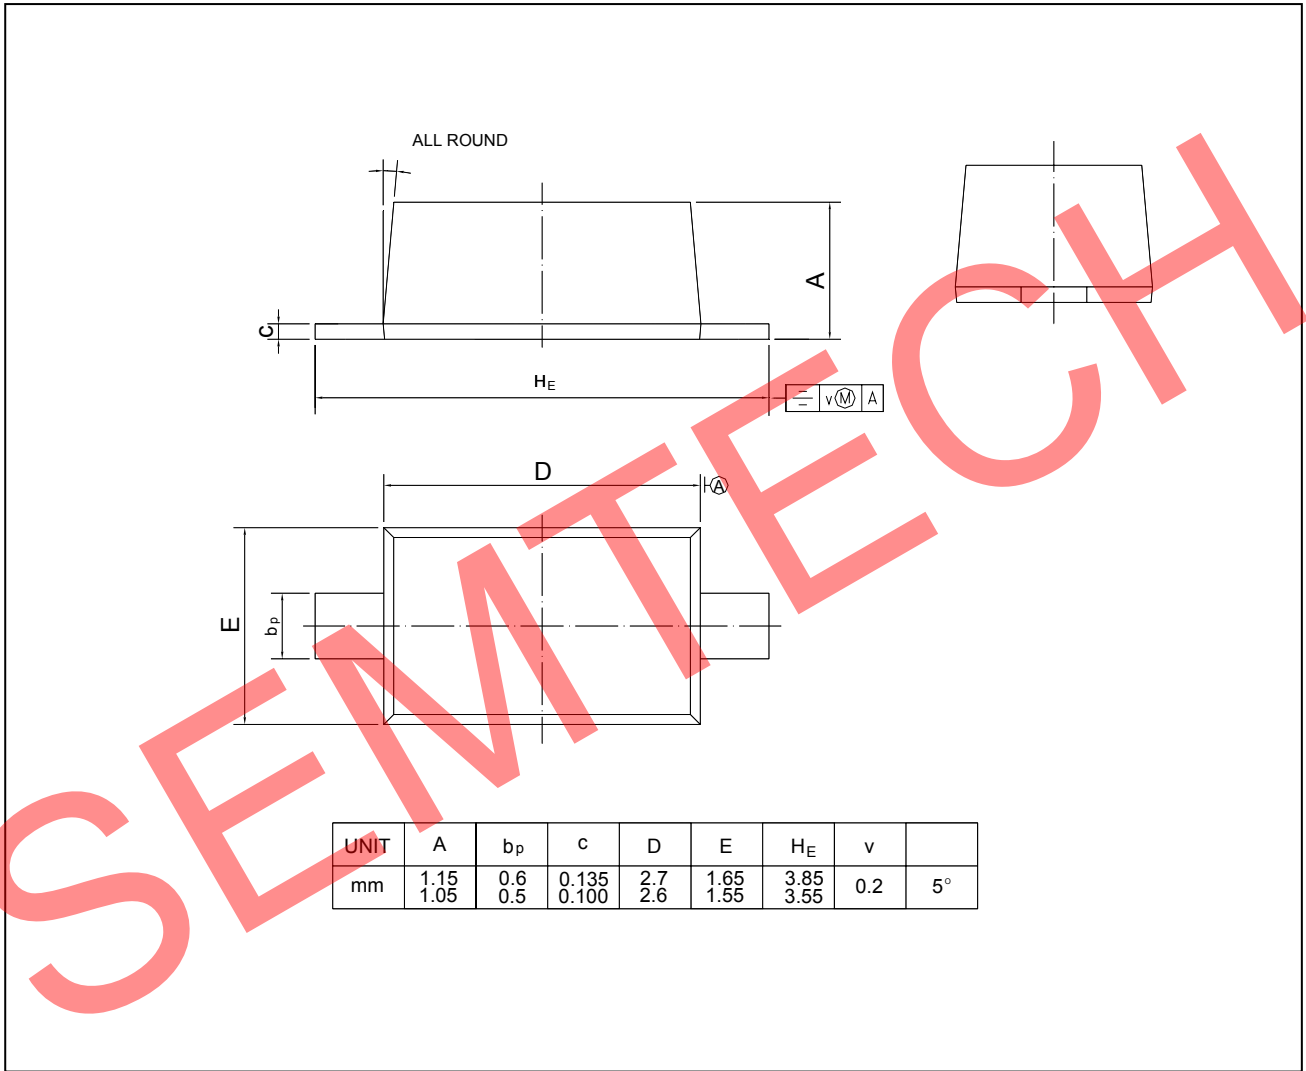 ALL ROUND
A
c
HE
v M A
D
A
E
bp
UNIT A bp c D E HE v
mm 1.15 0.6 0.135 2.7 1.65 3.85 0.2 5°
1.05 0.5 0.100 2.6 1.55 3.55
SEMTECH